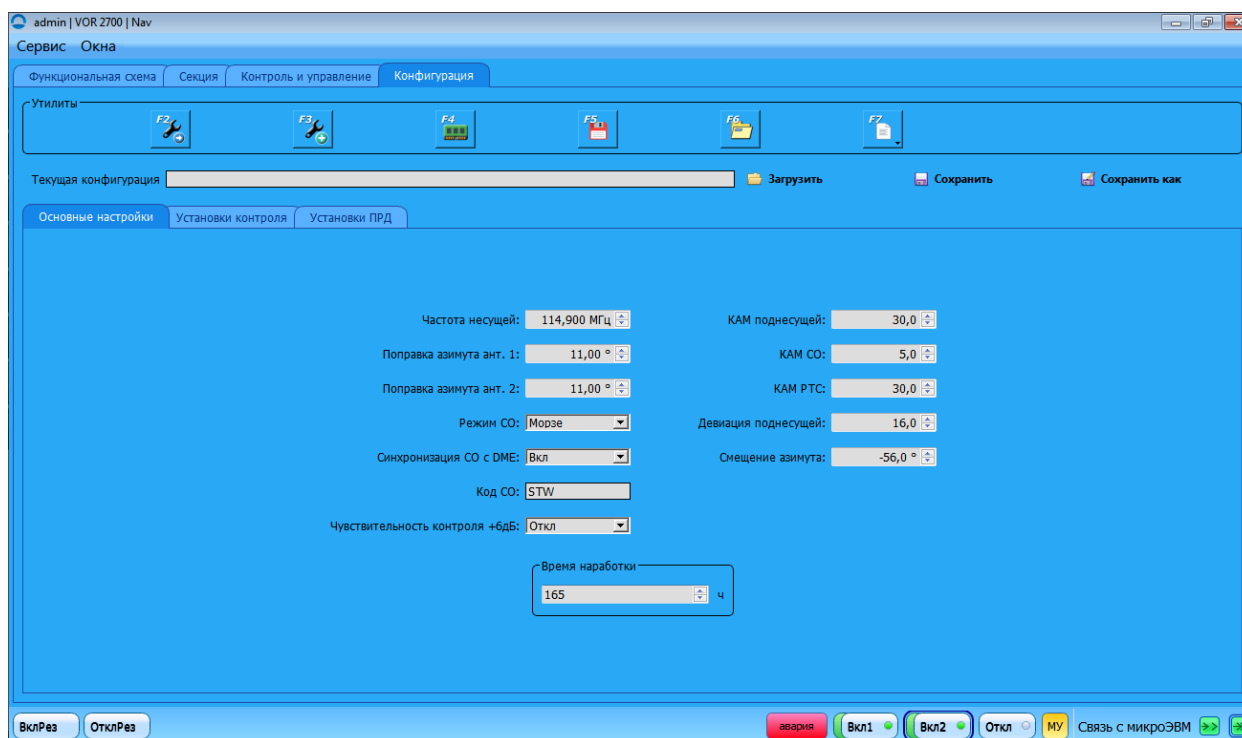 admin | VOR 2700 | Nav
Сервис Окна
Функциональная схема Секция Контроль и управление Конфигурация
Утилиты
F2 F3 F4 F5 F6 F7
Текущая конфигурация Загрузить Сохранить Сохранить как
Основные настройки Установки контроля Установки ПРД
Частота несущей: 114,900 МГц КАМ поднесущей: 30,0
Поправка азимута ант. 1: 11,00 ° КАМ СО: 5,0
Поправка азимута ант. 2: 11,00 ° КАМ РТС: 30,0
Режим СО: Морзе Девиация поднесущей: 16,0
Синхронизация СО с DME: Вкл Смещение азимута: -56,0 °
Код СО: STW
Чувствительность контроля +6дБ: Откл
Время наработки
165 ч
ВклРез ОтклРез авария Вкл1 Вкл2 Откл МУ Связь с микроЭВМ >>